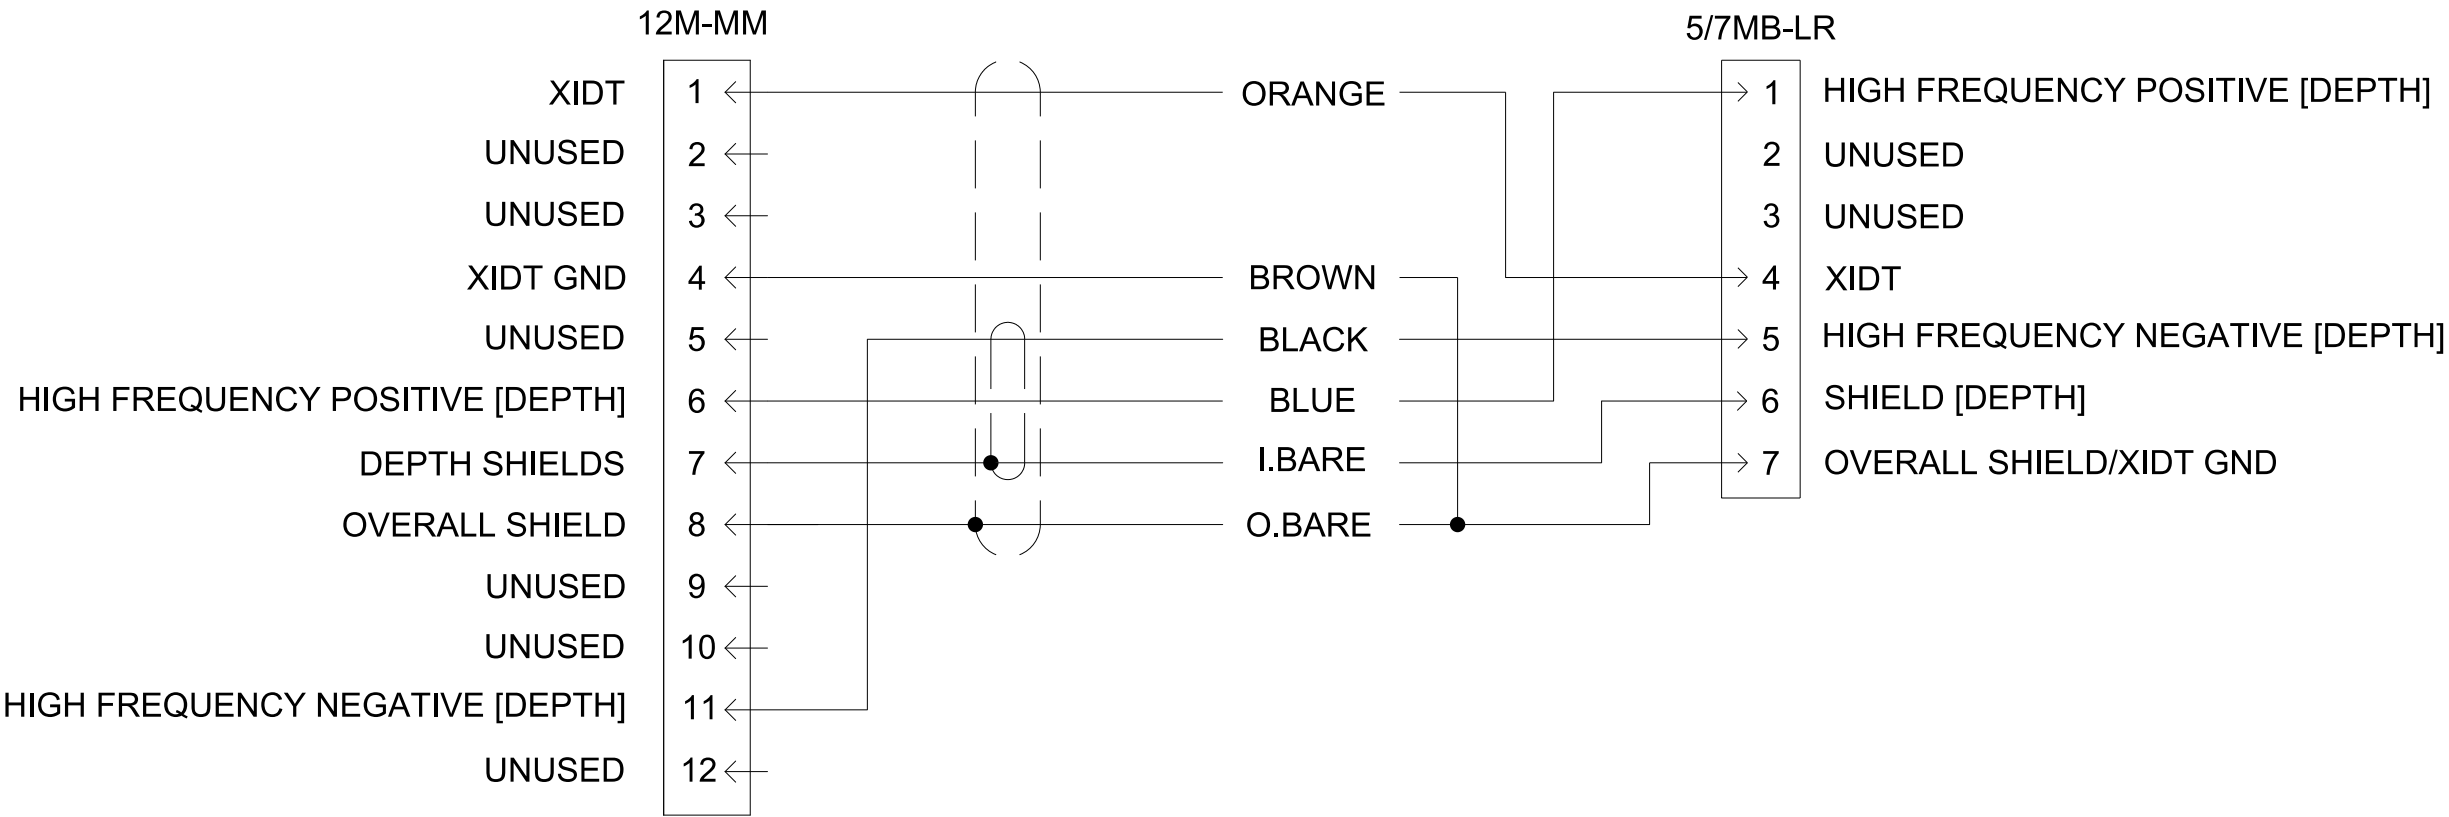 12M-MM 5/7MB-LR
XIDT 1 ORANGE 1 HIGH FREQUENCY POSITIVE [DEPTH]
UNUSED 2 2 UNUSED
UNUSED 3 3 UNUSED
XIDT GND 4 BROWN 4 XIDT
UNUSED 5 BLACK 5 HIGH FREQUENCY NEGATIVE [DEPTH]
HIGH FREQUENCY POSITIVE [DEPTH] 6 BLUE 6 SHIELD [DEPTH]
DEPTH SHIELDS 7 I.BARE 7 OVERALL SHIELD/XIDT GND
OVERALL SHIELD 8 O.BARE
UNUSED 9
UNUSED 10
HIGH FREQUENCY NEGATIVE [DEPTH] 11
UNUSED 12